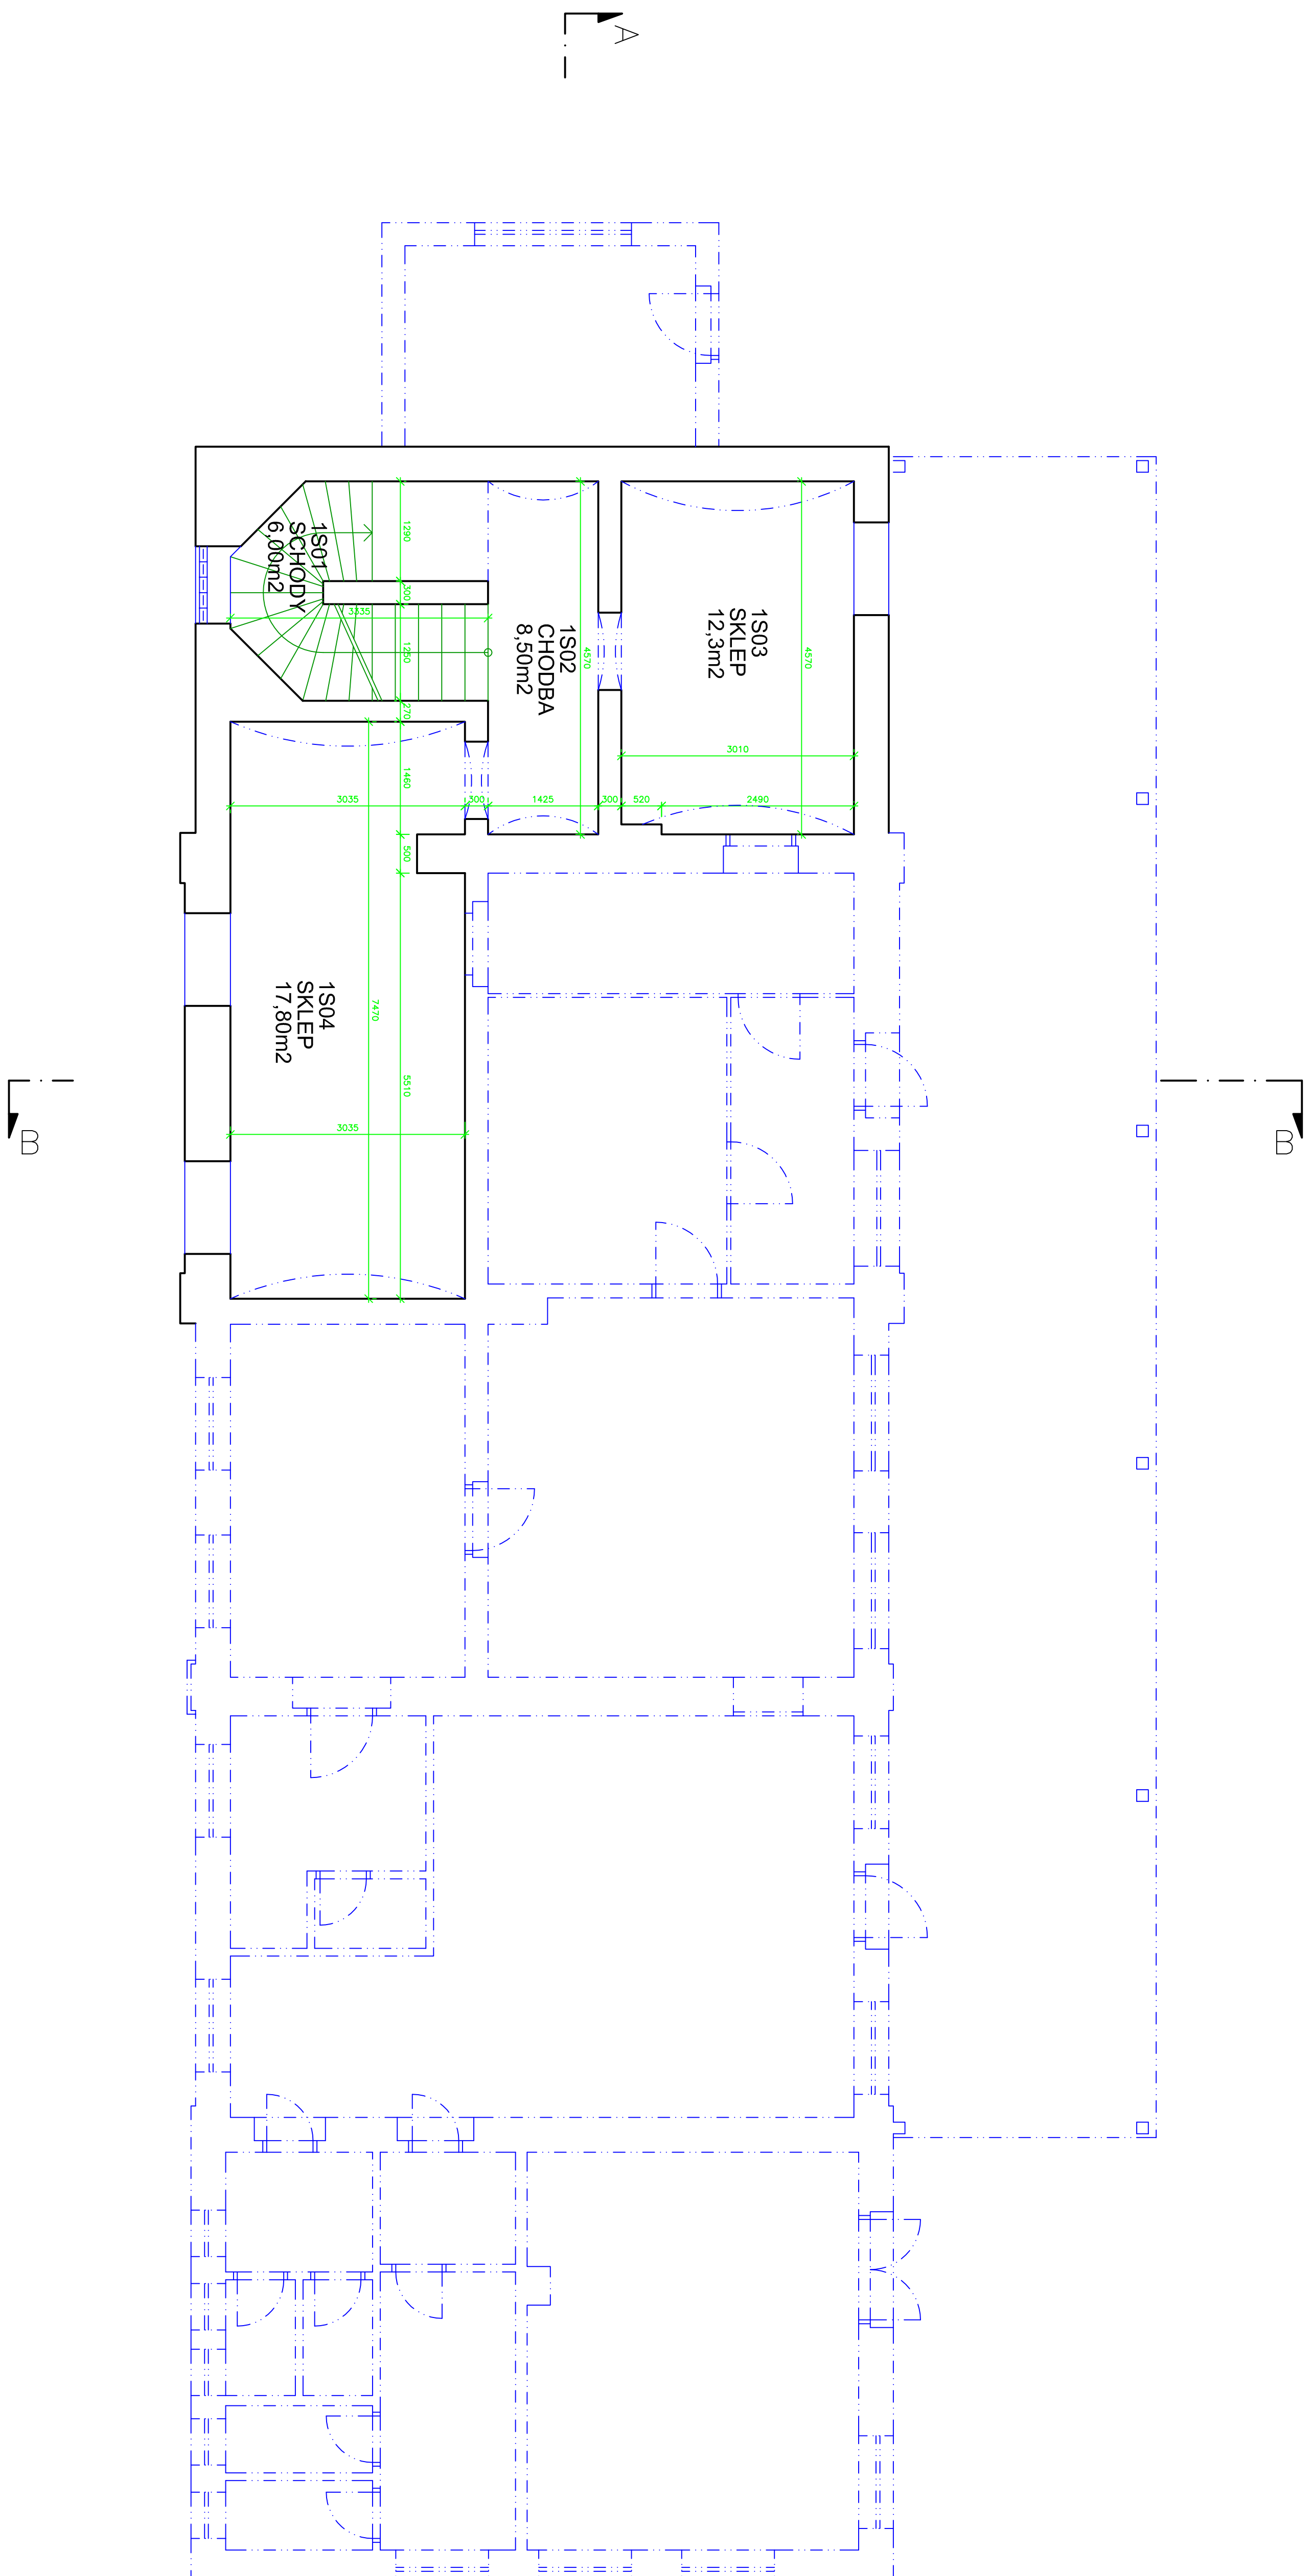 A
1S01
SCHODY
6,00m2
1S02
CHODBA
8,50m2
1S03
SKLEP
12,3m2
1S04
SKLEP
17,80m2
1290
300
3335
1250
270
1460
500
5510
7470
3035
3035
300
1425
300
520
2490
3010
4570
4570
B
B